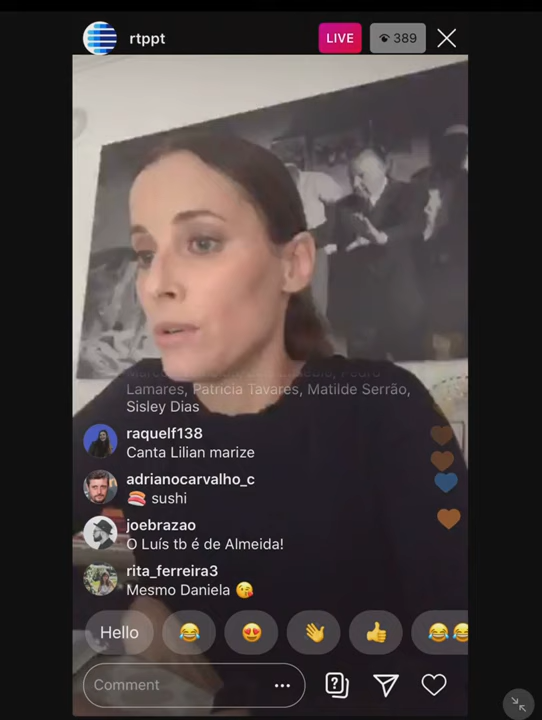 rtppt
LIVE
389
Lamares, Patricia Tavares, Matilde Serrão,
Sisley Dias
raquelf138
Canta Lilian marize
adrianocarvalho_c
🍣 sushi
joebrazao
O Luís tb é de Almeida!
rita_ferreira3
Mesmo Daniela 😘
Hello 😂 😍 👋 👍 😂😂
Comment